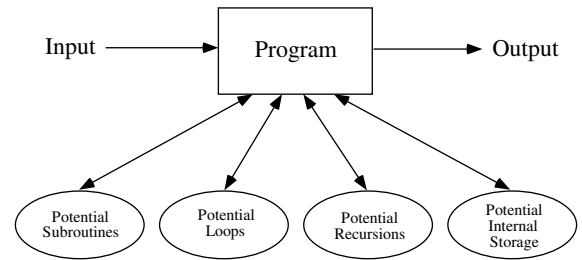 Input
Program
Output
Potential
Subroutines
Potential
Loops
Potential
Recursions
Potential
Internal
Storage